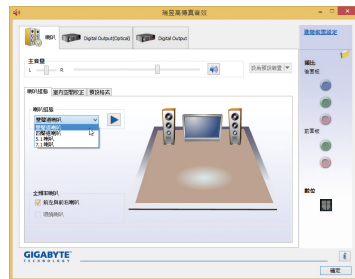 瑞昱高傳真音效
喇叭
Digital Output(Optical)
Digital Output
進階裝置設定
主音量
L
R
設為預設裝置
喇叭組態
室內空間校正
預設格式
喇叭組態
雙聲道喇叭
雙聲道喇叭
四聲道喇叭
5.1 喇叭
7.1 喇叭
全頻率喇叭
前左與前右喇叭
環繞喇叭
類比
後面板
前面板
數位
GIGABYTE
TECHNOLOGY
確定